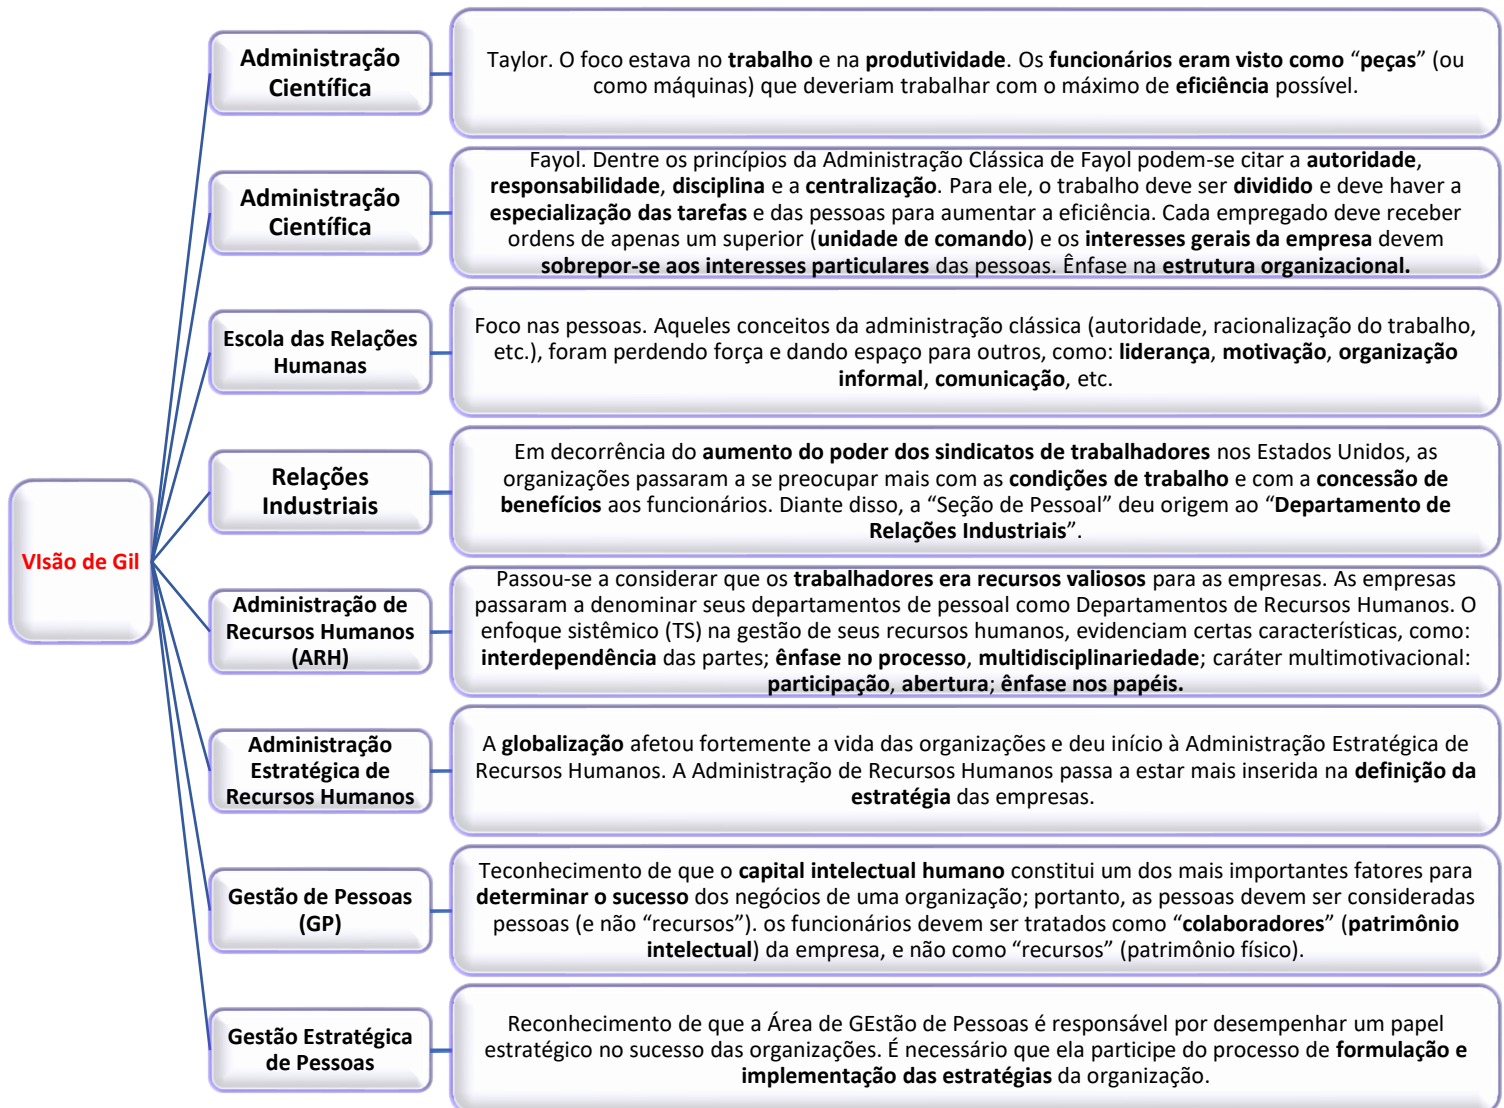 Administração
Científica
Taylor. O foco estava no trabalho e na produtividade. Os funcionários eram visto como “peças” (ou
como máquinas) que deveriam trabalhar com o máximo de eficiência possível.
Administração
Científica
Fayol. Dentre os princípios da Administração Clássica de Fayol podem-se citar a autoridade,
responsabilidade, disciplina e a centralização. Para ele, o trabalho deve ser dividido e deve haver a
especialização das tarefas e das pessoas para aumentar a eficiência. Cada empregado deve receber
ordens de apenas um superior (unidade de comando) e os interesses gerais da empresa devem
sobrepor-se aos interesses particulares das pessoas. Ênfase na estrutura organizacional.
Escola das Relações
Humanas
Foco nas pessoas. Aqueles conceitos da administração clássica (autoridade, racionalização do trabalho,
etc.), foram perdendo força e dando espaço para outros, como: liderança, motivação, organização
informal, comunicação, etc.
Relações
Industriais
Em decorrência do aumento do poder dos sindicatos de trabalhadores nos Estados Unidos, as
organizações passaram a se preocupar mais com as condições de trabalho e com a concessão de
benefícios aos funcionários. Diante disso, a “Seção de Pessoal” deu origem ao “Departamento de
Relações Industriais”.
VIsão de Gil
Administração de
Recursos Humanos
(ARH)
Passou-se a considerar que os trabalhadores era recursos valiosos para as empresas. As empresas
passaram a denominar seus departamentos de pessoal como Departamentos de Recursos Humanos. O
enfoque sistêmico (TS) na gestão de seus recursos humanos, evidenciam certas características, como:
interdependência das partes; ênfase no processo, multidisciplinariedade; caráter multimotivacional:
participação, abertura; ênfase nos papéis.
Administração
Estratégica de
Recursos Humanos
A globalização afetou fortemente a vida das organizações e deu início à Administração Estratégica de
Recursos Humanos. A Administração de Recursos Humanos passa a estar mais inserida na definição da
estratégia das empresas.
Gestão de Pessoas
(GP)
Teconhecimento de que o capital intelectual humano constitui um dos mais importantes fatores para
determinar o sucesso dos negócios de uma organização; portanto, as pessoas devem ser consideradas
pessoas (e não “recursos”). os funcionários devem ser tratados como “colaboradores” (patrimônio
intelectual) da empresa, e não como “recursos” (patrimônio físico).
Gestão Estratégica
de Pessoas
Reconhecimento de que a Área de GEstão de Pessoas é responsável por desempenhar um papel
estratégico no sucesso das organizações. É necessário que ela participe do processo de formulação e
implementação das estratégias da organização.